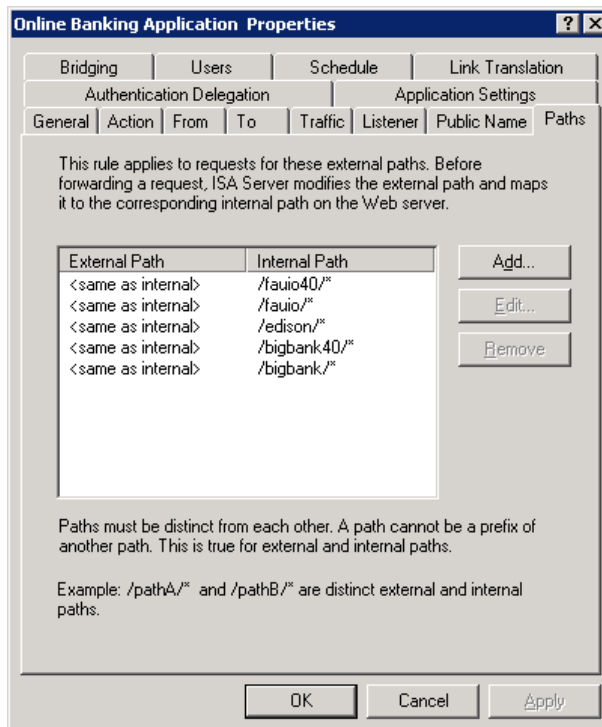 Online Banking Application Properties
Bridging Users Schedule Link Translation
Authentication Delegation Application Settings
General Action From To Traffic Listener Public Name Paths
This rule applies to requests for these external paths. Before
forwarding a request, ISA Server modifies the external path and maps
it to the corresponding internal path on the Web server.
External Path Internal Path
<same as internal> /fauio40/*
<same as internal> /fauio/*
<same as internal> /edison/*
<same as internal> /bigbank40/*
<same as internal> /bigbank/*
Add...
Edit...
Remove
Paths must be distinct from each other. A path cannot be a prefix of
another path. This is true for external and internal paths.
Example: /pathA/* and /pathB/* are distinct external and internal
paths.
OK Cancel Apply